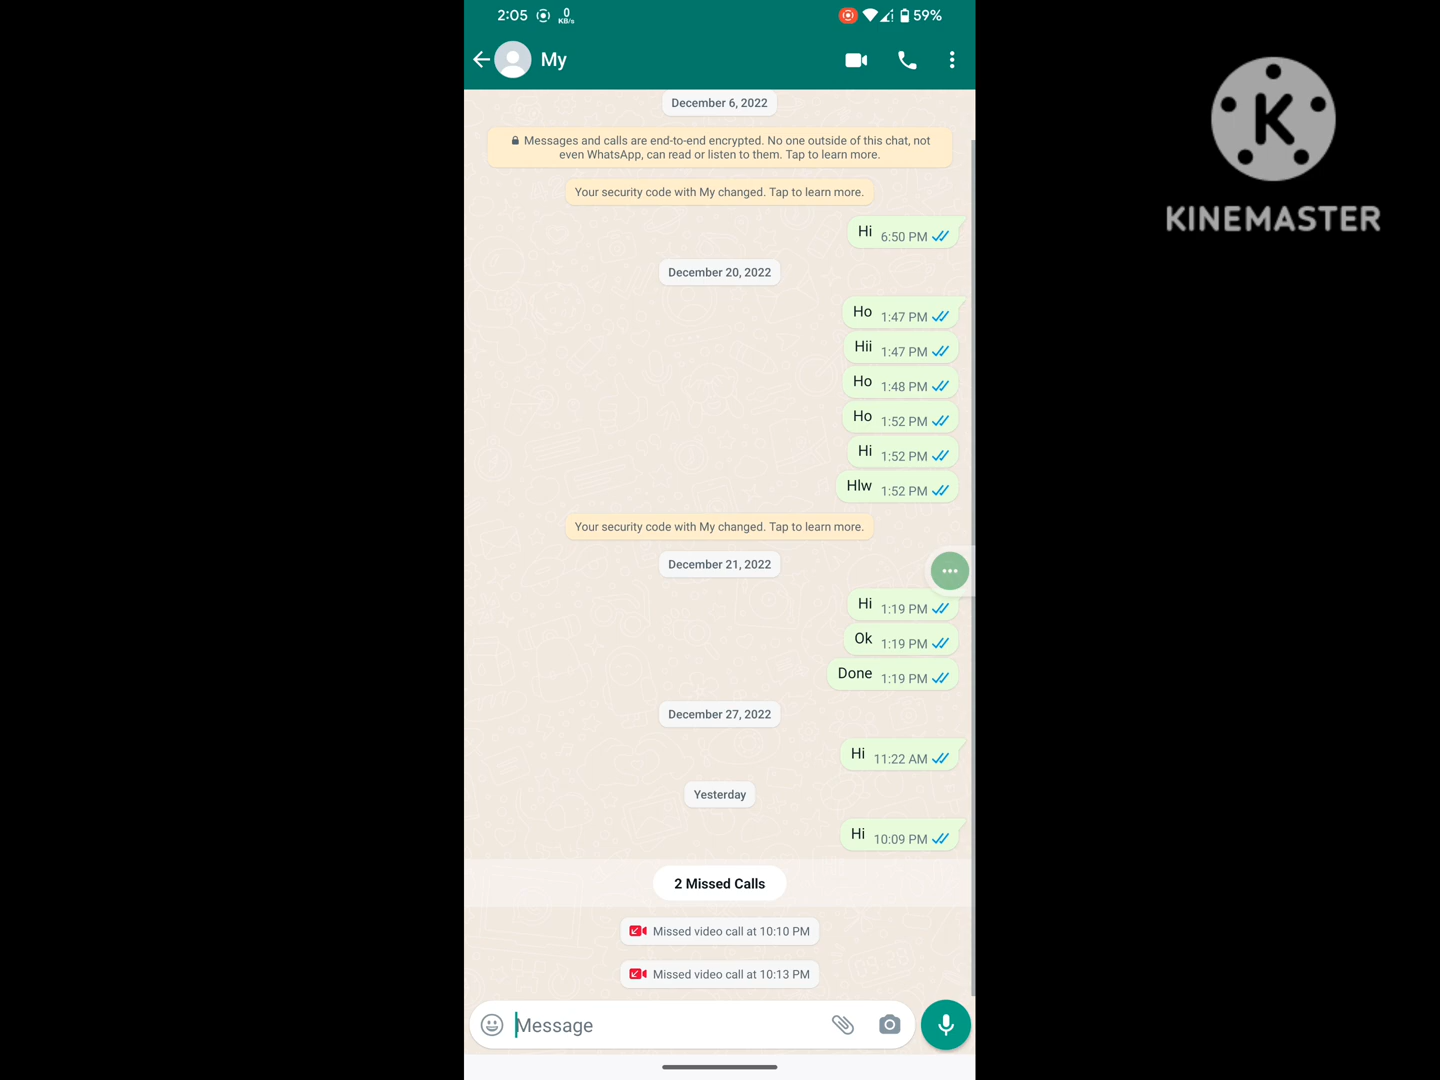 2:05 0 KB/s 59%
My
December 6, 2022
Messages and calls are end-to-end encrypted. No one outside of this chat, not
even WhatsApp, can read or listen to them. Tap to learn more.
Your security code with My changed. Tap to learn more.
Hi 6:50 PM
December 20, 2022
Ho 1:47 PM
Hii 1:47 PM
Ho 1:48 PM
Ho 1:52 PM
Hi 1:52 PM
Hlw 1:52 PM
Your security code with My changed. Tap to learn more.
December 21, 2022
Hi 1:19 PM
Ok 1:19 PM
Done 1:19 PM
December 27, 2022
Hi 11:22 AM
Yesterday
Hi 10:09 PM
2 Missed Calls
Missed video call at 10:10 PM
Missed video call at 10:13 PM
Message
K
KINEMASTER